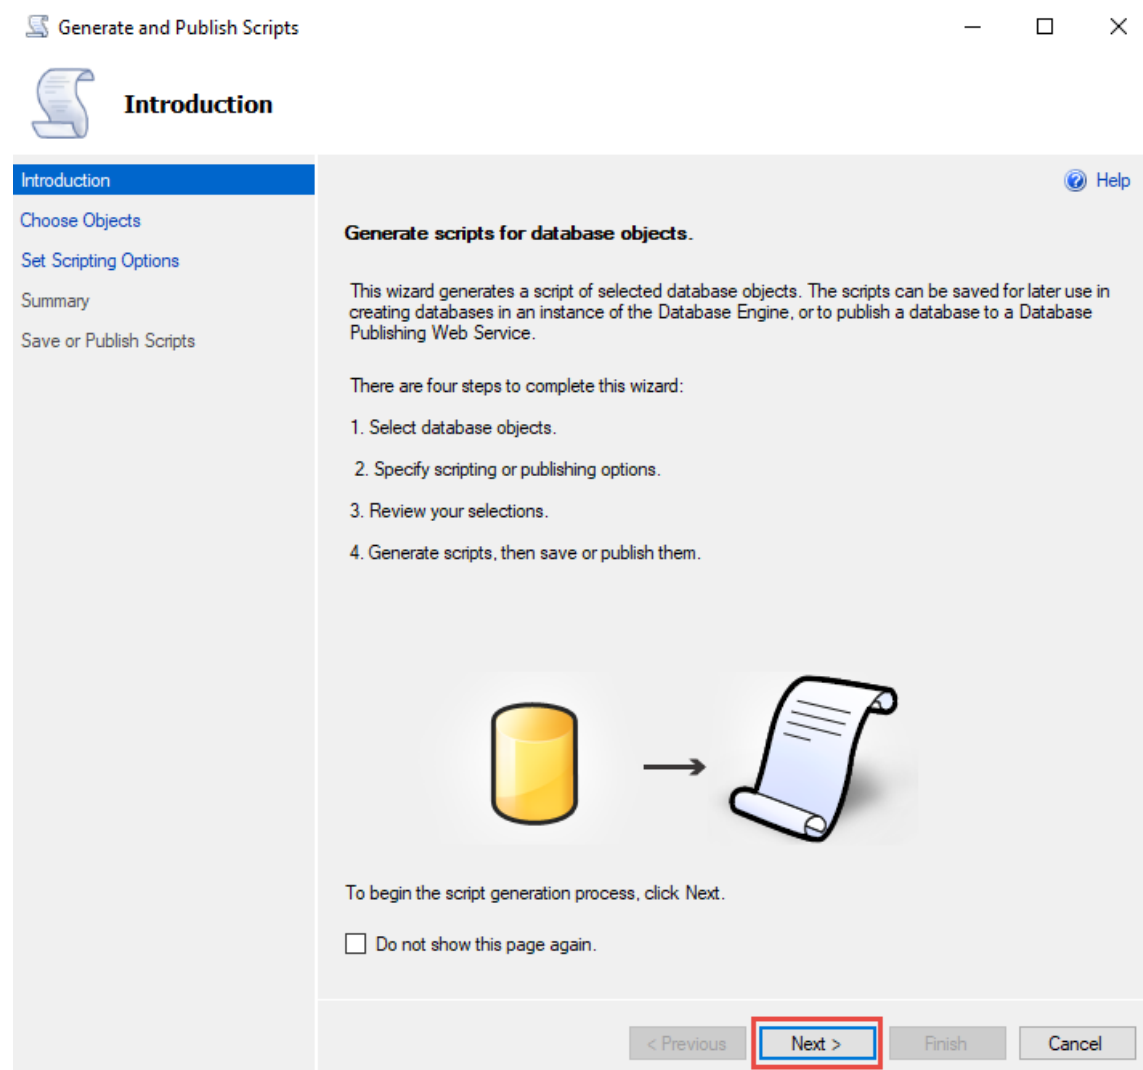 Generate and Publish Scripts
Introduction
Introduction
Choose Objects
Set Scripting Options
Summary
Save or Publish Scripts
Help
Generate scripts for database objects.
This wizard generates a script of selected database objects. The scripts can be saved for later use in
creating databases in an instance of the Database Engine, or to publish a database to a Database
Publishing Web Service.
There are four steps to complete this wizard:
1. Select database objects.
2. Specify scripting or publishing options.
3. Review your selections.
4. Generate scripts, then save or publish them.
To begin the script generation process, click Next.
Do not show this page again.
< Previous
Next >
Finish
Cancel